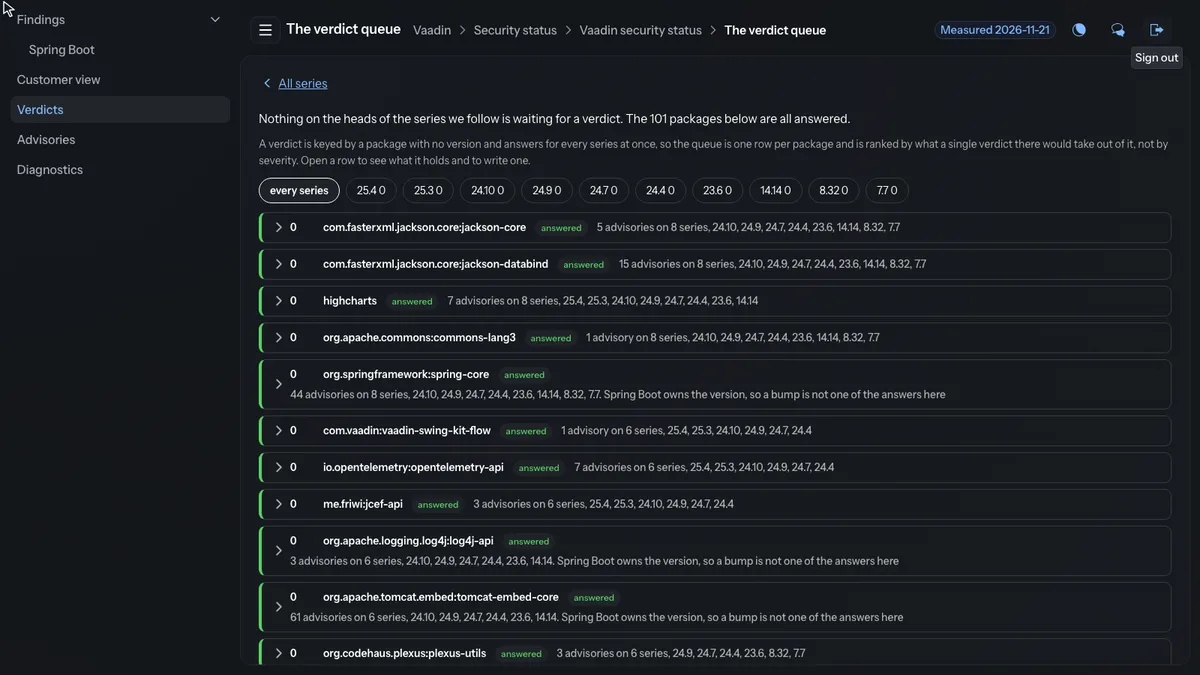 Findings
Spring Boot
Customer view
Verdicts
Advisories
Diagnostics
The verdict queue
Vaadin > Security status > Vaadin security status > The verdict queue
Measured 2026-11-21
Sign out
All series
Nothing on the heads of the series we follow is waiting for a verdict. The 101 packages below are all answered.
A verdict is keyed by a package with no version and answers for every series at once, so the queue is one row per package and is ranked by what a single verdict there would take out of it, not by
severity. Open a row to see what it holds and to write one.
every series 25.4 0 25.3 0 24.10 0 24.9 0 24.7 0 24.4 0 23.6 0 14.14 0 8.32 0 7.7 0
0 com.fasterxml.jackson.core:jackson-core answered 5 advisories on 8 series, 24.10, 24.9, 24.7, 24.4, 23.6, 14.14, 8.32, 7.7
0 com.fasterxml.jackson.core:jackson-databind answered 15 advisories on 8 series, 24.10, 24.9, 24.7, 24.4, 23.6, 14.14, 8.32, 7.7
0 highcharts answered 7 advisories on 8 series, 25.4, 25.3, 24.10, 24.9, 24.7, 24.4, 23.6, 14.14
0 org.apache.commons:commons-lang3 answered 1 advisory on 8 series, 24.10, 24.9, 24.7, 24.4, 23.6, 14.14, 8.32, 7.7
0 org.springframework:spring-core answered
44 advisories on 8 series, 24.10, 24.9, 24.7, 24.4, 23.6, 14.14, 8.32, 7.7. Spring Boot owns the version, so a bump is not one of the answers here
0 com.vaadin:vaadin-swing-kit-flow answered 1 advisory on 6 series, 25.4, 25.3, 24.10, 24.9, 24.7, 24.4
0 io.opentelemetry:opentelemetry-api answered 7 advisories on 6 series, 25.4, 25.3, 24.10, 24.9, 24.7, 24.4
0 me.friwi:jcef-api answered 3 advisories on 6 series, 25.4, 25.3, 24.10, 24.9, 24.7, 24.4
0 org.apache.logging.log4j:log4j-api answered
3 advisories on 6 series, 24.10, 24.9, 24.7, 24.4, 23.6, 14.14. Spring Boot owns the version, so a bump is not one of the answers here
0 org.apache.tomcat.embed:tomcat-embed-core answered
61 advisories on 6 series, 24.10, 24.9, 24.7, 24.4, 23.6, 14.14. Spring Boot owns the version, so a bump is not one of the answers here
0 org.codehaus.plexus:plexus-utils answered 3 advisories on 6 series, 24.9, 24.7, 24.4, 23.6, 8.32, 7.7